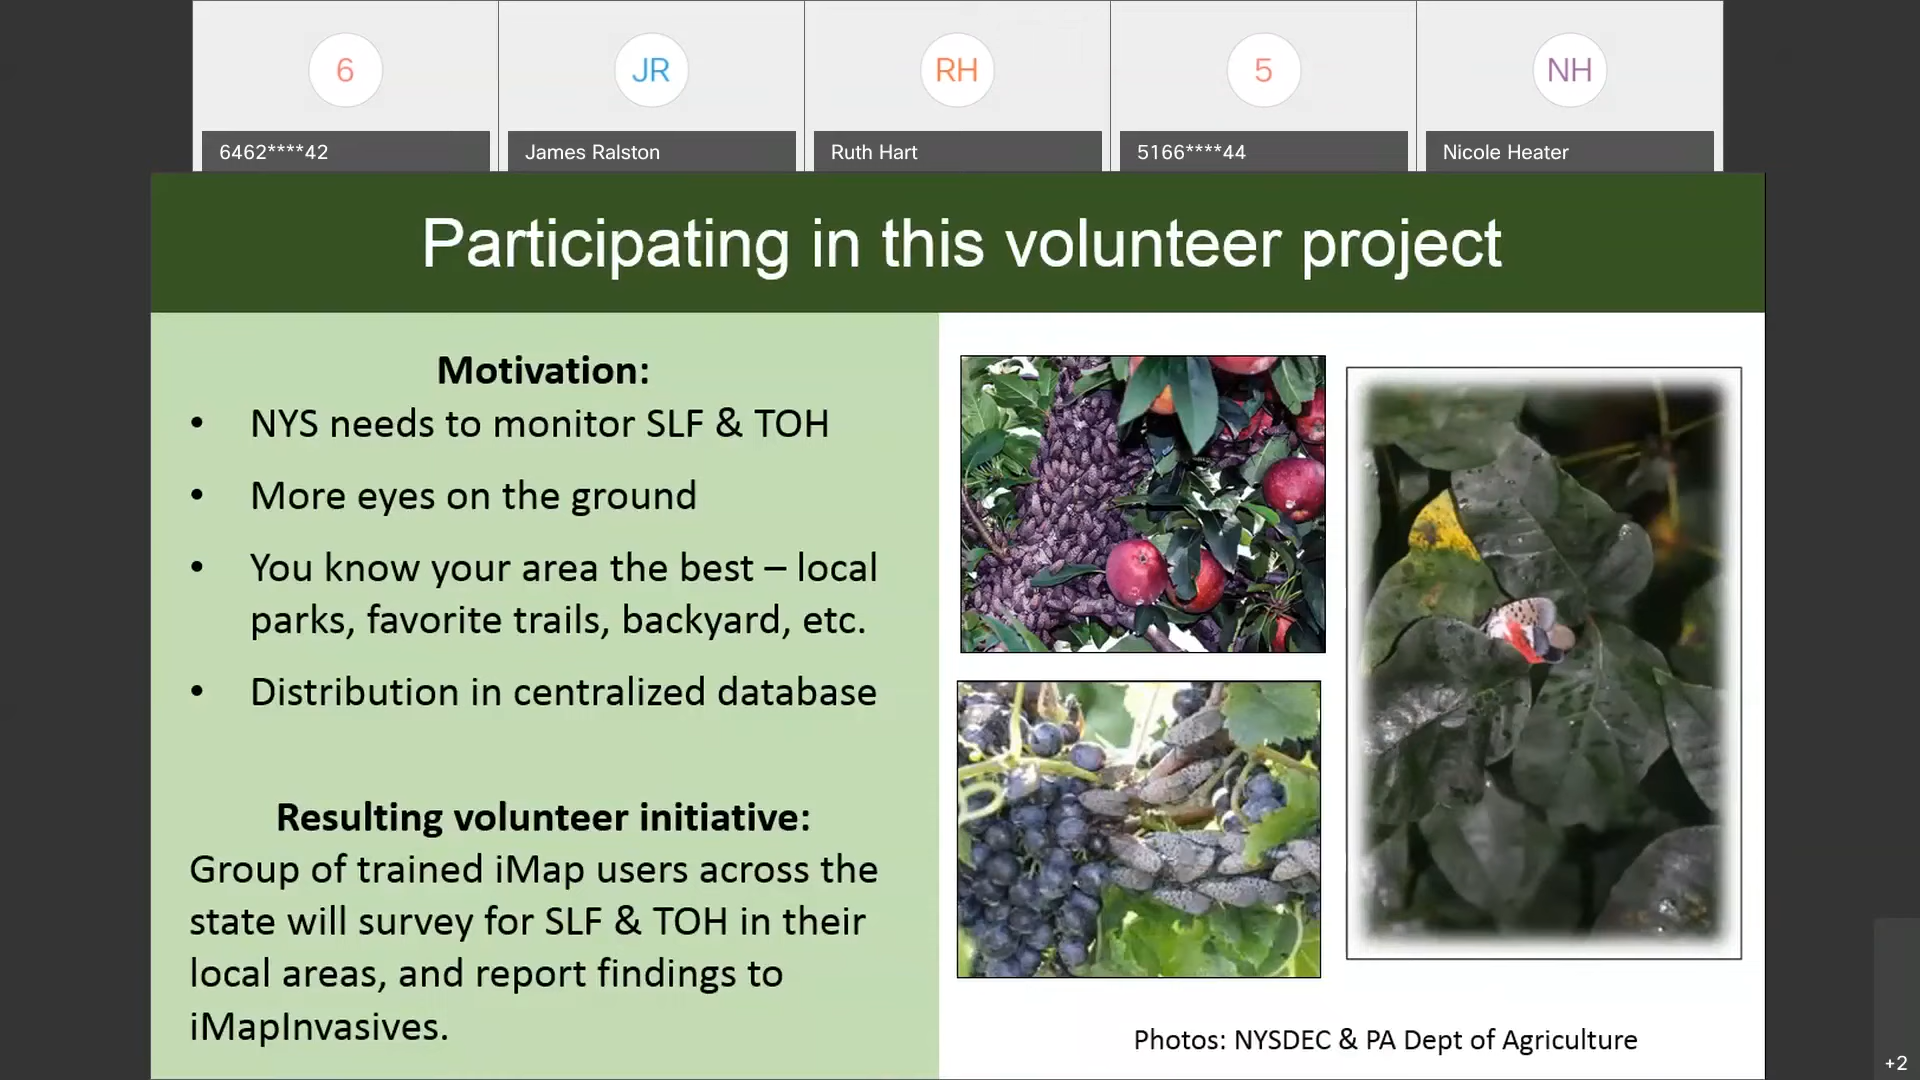 6
JR
RH
5
NH
6462****42
James Ralston
Ruth Hart
5166****44
Nicole Heater
Participating in this volunteer project
Motivation:
• NYS needs to monitor SLF & TOH
• More eyes on the ground
• You know your area the best – local
parks, favorite trails, backyard, etc.
• Distribution in centralized database
Resulting volunteer initiative:
Group of trained iMap users across the
state will survey for SLF & TOH in their
local areas, and report findings to
iMapInvasives.
Photos: NYSDEC & PA Dept of Agriculture
+2